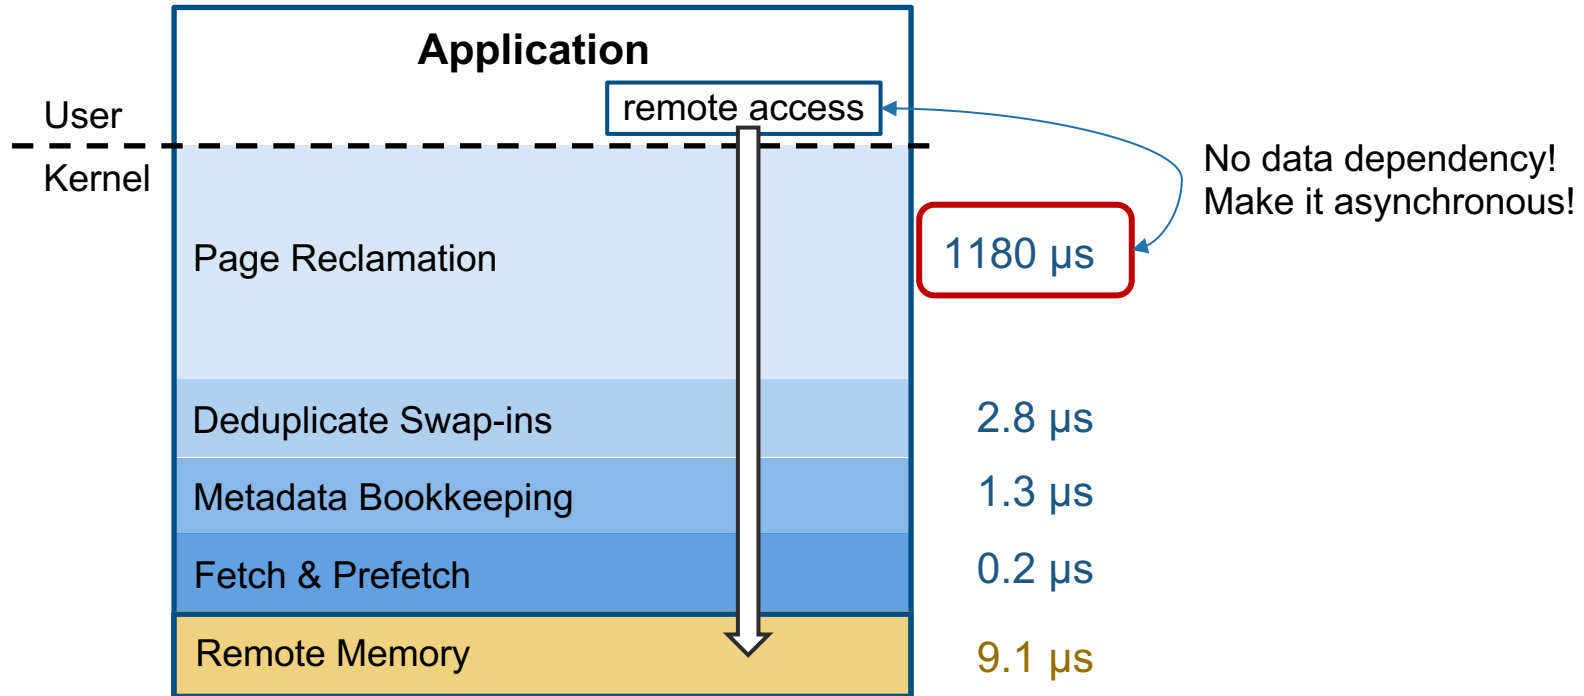 Application
remote access
User
Kernel
No data dependency!
Make it asynchronous!
Page Reclamation
1180 µs
Deduplicate Swap-ins
2.8 µs
Metadata Bookkeeping
1.3 µs
Fetch & Prefetch
0.2 µs
Remote Memory
9.1 µs